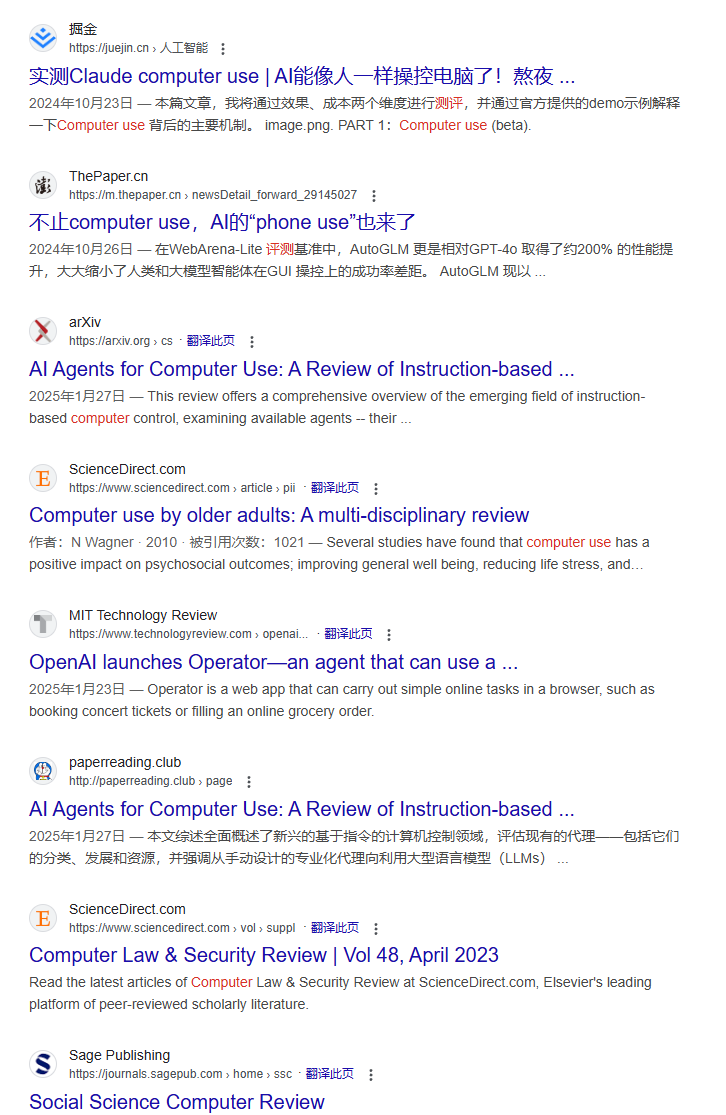 掘金
https://juejin.cn › 人工智能
实测Claude computer use | AI能像人一样操控电脑了！熬夜 ...
2024年10月23日 — 本篇文章，我将通过效果、成本两个维度进行测评，并通过官方提供的demo示例解释
一下Computer use 背后的主要机制。 image.png. PART 1：Computer use (beta).
ThePaper.cn
https://m.thepaper.cn › newsDetail_forward_29145027
不止computer use，AI的“phone use”也来了
2024年10月26日 — 在WebArena-Lite 评测基准中，AutoGLM 更是相对GPT-4o 取得了约200% 的性能提
升，大大缩小了人类和大模型智能体在GUI 操控上的成功率差距。 AutoGLM 现以 ...
arXiv
https://arxiv.org › cs · 翻译此页
AI Agents for Computer Use: A Review of Instruction-based ...
2025年1月27日 — This review offers a comprehensive overview of the emerging field of instruction-
based computer control, examining available agents -- their ...
ScienceDirect.com
https://www.sciencedirect.com › article › pii · 翻译此页
Computer use by older adults: A multi-disciplinary review
作者：N Wagner · 2010 · 被引用次数：1021 — Several studies have found that computer use has a
positive impact on psychosocial outcomes; improving general well being, reducing life stress, and...
MIT Technology Review
https://www.technologyreview.com › openai... · 翻译此页
OpenAI launches Operator—an agent that can use a ...
2025年1月23日 — Operator is a web app that can carry out simple online tasks in a browser, such as
booking concert tickets or filling an online grocery order.
paperreading.club
http://paperreading.club › page
AI Agents for Computer Use: A Review of Instruction-based ...
2025年1月27日 — 本文综述全面概述了新兴的基于指令的计算机控制领域，评估现有的代理——包括它们
的分类、发展和资源，并强调从手动设计的专业化代理向利用大型语言模型（LLMs） ...
ScienceDirect.com
https://www.sciencedirect.com › vol › suppl · 翻译此页
Computer Law & Security Review | Vol 48, April 2023
Read the latest articles of Computer Law & Security Review at ScienceDirect.com, Elsevier's leading
platform of peer-reviewed scholarly literature.
Sage Publishing
https://journals.sagepub.com › home › ssc · 翻译此页
Social Science Computer Review